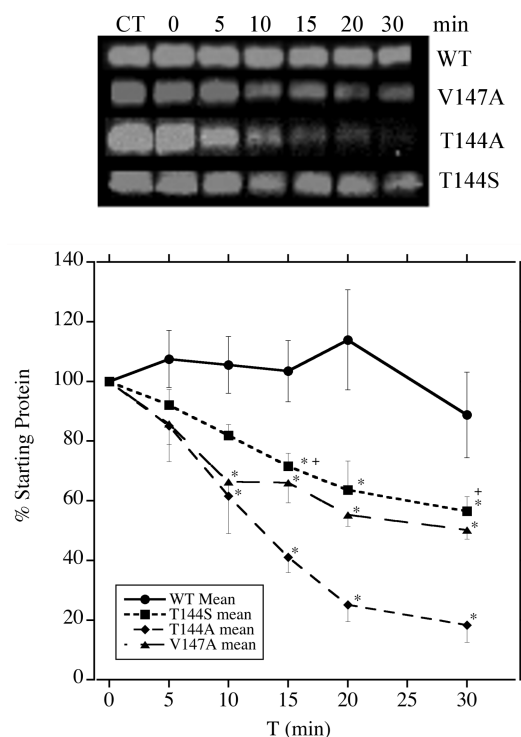 CT 0 5 10 15 20 30 min
WT
V147A
T144A
T144S
140
120
100
80
60
40
20
0
% Starting Protein
* +
*
+
*
*
*
*
*
*
*
*
*
*
WT Mean
T144S mean
T144A mean
V147A mean
0 5 10 15 20 25 30
T (min)